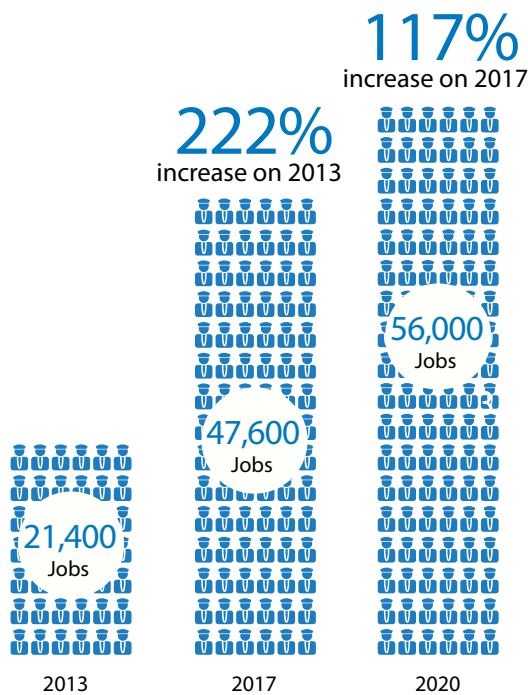 117%
increase on 2017
222%
increase on 2013
56,000
Jobs
47,600
Jobs
21,400
Jobs
2013
2017
2020